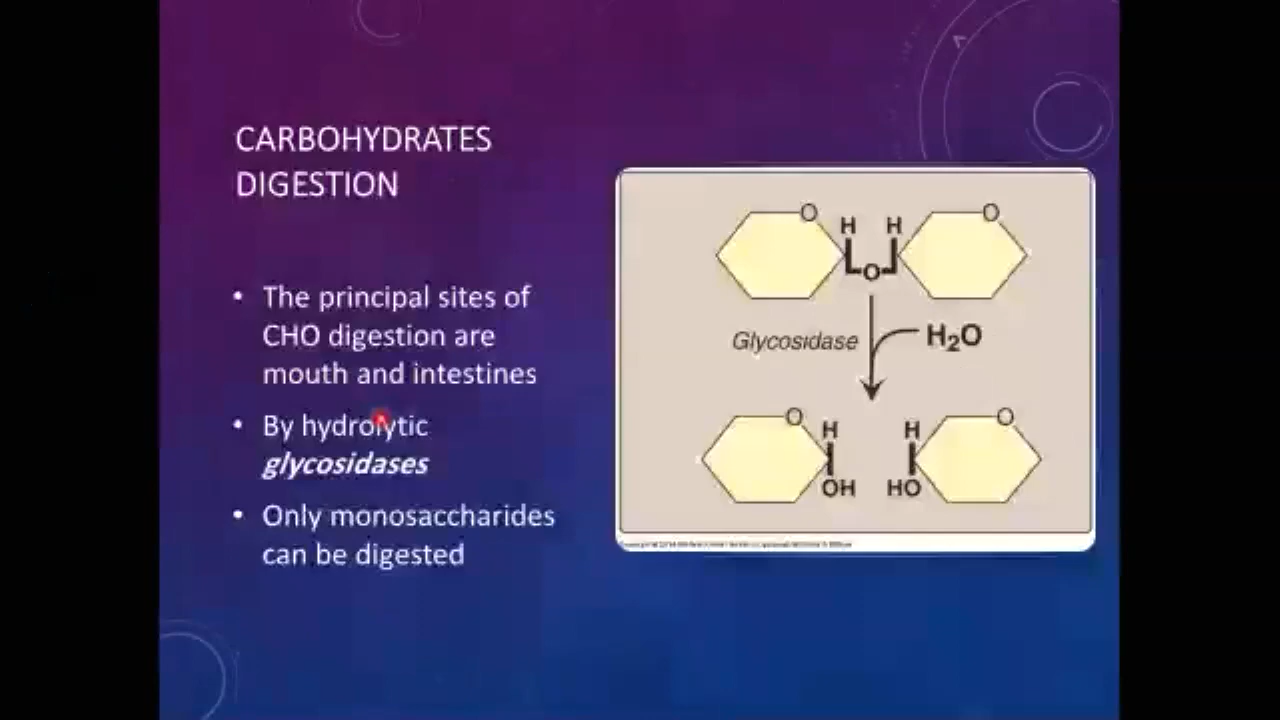 CARBOHYDRATES
DIGESTION
• The principal sites of
CHO digestion are
mouth and intestines
• By hydrolytic
glycosidases
• Only monosaccharides
can be digested
O O
H H
O
Glycosidase H₂O
O O
H H
OH HO